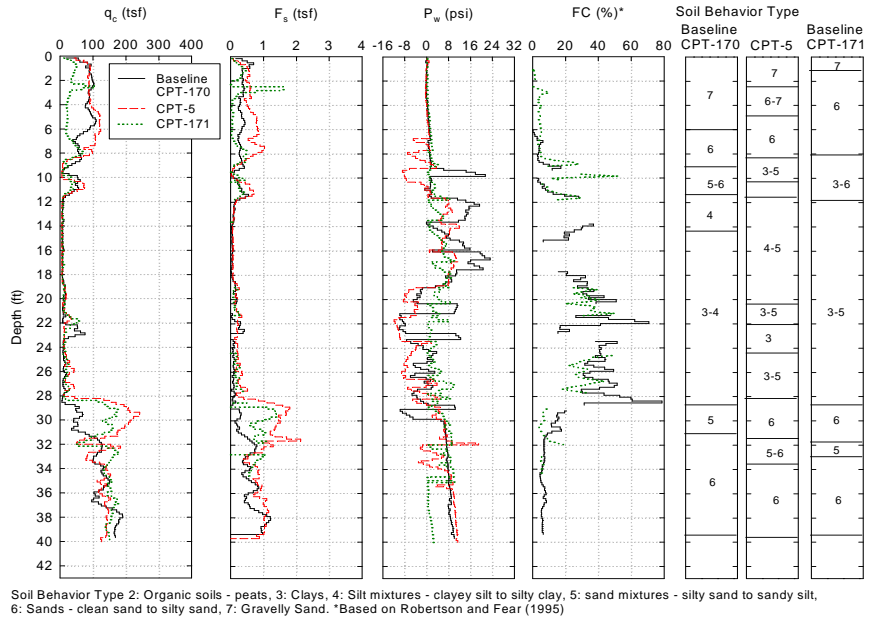 q_c (tsf)
F_s (tsf)
P_w (psi)
FC (%)*
Soil Behavior Type
Baseline CPT-170
CPT-5
Baseline CPT-171
0 100 200 300 400
0 1 2 3 4
-16 -8 0 8 16 24 32
0 20 40 60 80
Depth (ft)
0
2
4
6
8
10
12
14
16
18
20
22
24
26
28
30
32
34
36
38
40
42
Baseline
CPT-170
CPT-5
CPT-171
7
6
5-6
4
3-4
5
6
7
6-7
6
3-5
4-5
3-5
3
3-5
6
5-6
6
7
6
3-6
3-5
6
5
6
Soil Behavior Type 2: Organic soils - peats, 3: Clays, 4: Silt mixtures - clayey silt to silty clay, 5: sand mixtures - silty sand to sandy silt,
6: Sands - clean sand to silty sand, 7: Gravelly Sand. *Based on Robertson and Fear (1995)